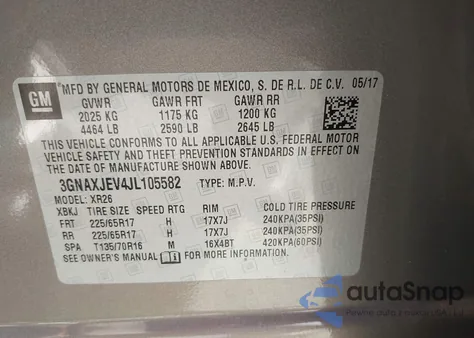 GM
MFD BY GENERAL MOTORS DE MEXICO, S. DE R.L. DE C.V. 05/17
GVWR GAWR FRT GAWR RR
2025 KG 1175 KG 1200 KG
4464 LB 2590 LB 2645 LB
THIS VEHICLE CONFORMS TO ALL APPLICABLE U.S. FEDERAL MOTOR
VEHICLE SAFETY, BUMPER, AND THEFT PREVENTION STANDARDS IN EFFECT ON
THE DATE OF MANUFACTURE SHOWN ABOVE.
3GNAXJEV4JL105582 TYPE: M.P.V.
MODEL: XR26
XBKJ TIRE SIZE SPEED RTG RIM COLD TIRE PRESSURE
FRT 225/65R17 H 17X7J 240KPA(35PSI)
RR 225/65R17 H 17X7J 240KPA(35PSI)
SPA T135/70R16 M 16X4BT 420KPA(60PSI)
SEE OWNER'S MANUAL FOR MORE INFORMATION
autoSnap